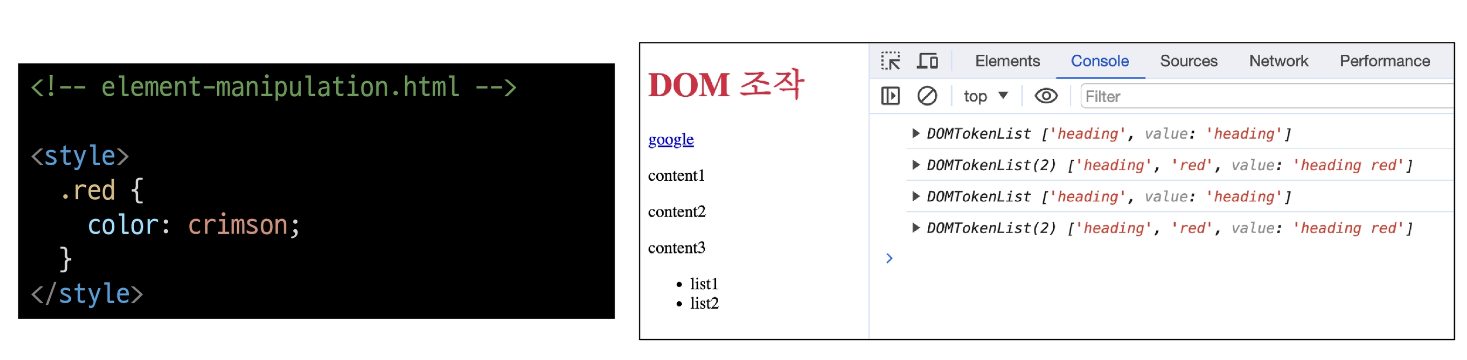 <!-- element-manipulation.html -->
<style>
  .red {
    color: crimson;
  }
</style>
DOM 조작
google
content1
content2
content3
• list1
• list2
Elements Console Sources Network Performance
top ▼ Filter
▶ DOMTokenList ['heading', value: 'heading']
▶ DOMTokenList(2) ['heading', 'red', value: 'heading red']
▶ DOMTokenList ['heading', value: 'heading']
▶ DOMTokenList(2) ['heading', 'red', value: 'heading red']
>